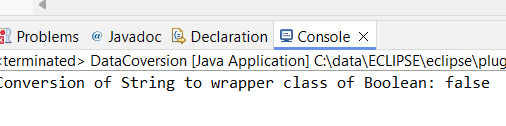 Problems @ Javadoc Declaration Console ×
<terminated> DataCoversion [Java Application] C:\data\ECLIPSE\eclipse\plug
Conversion of String to wrapper class of Boolean: false